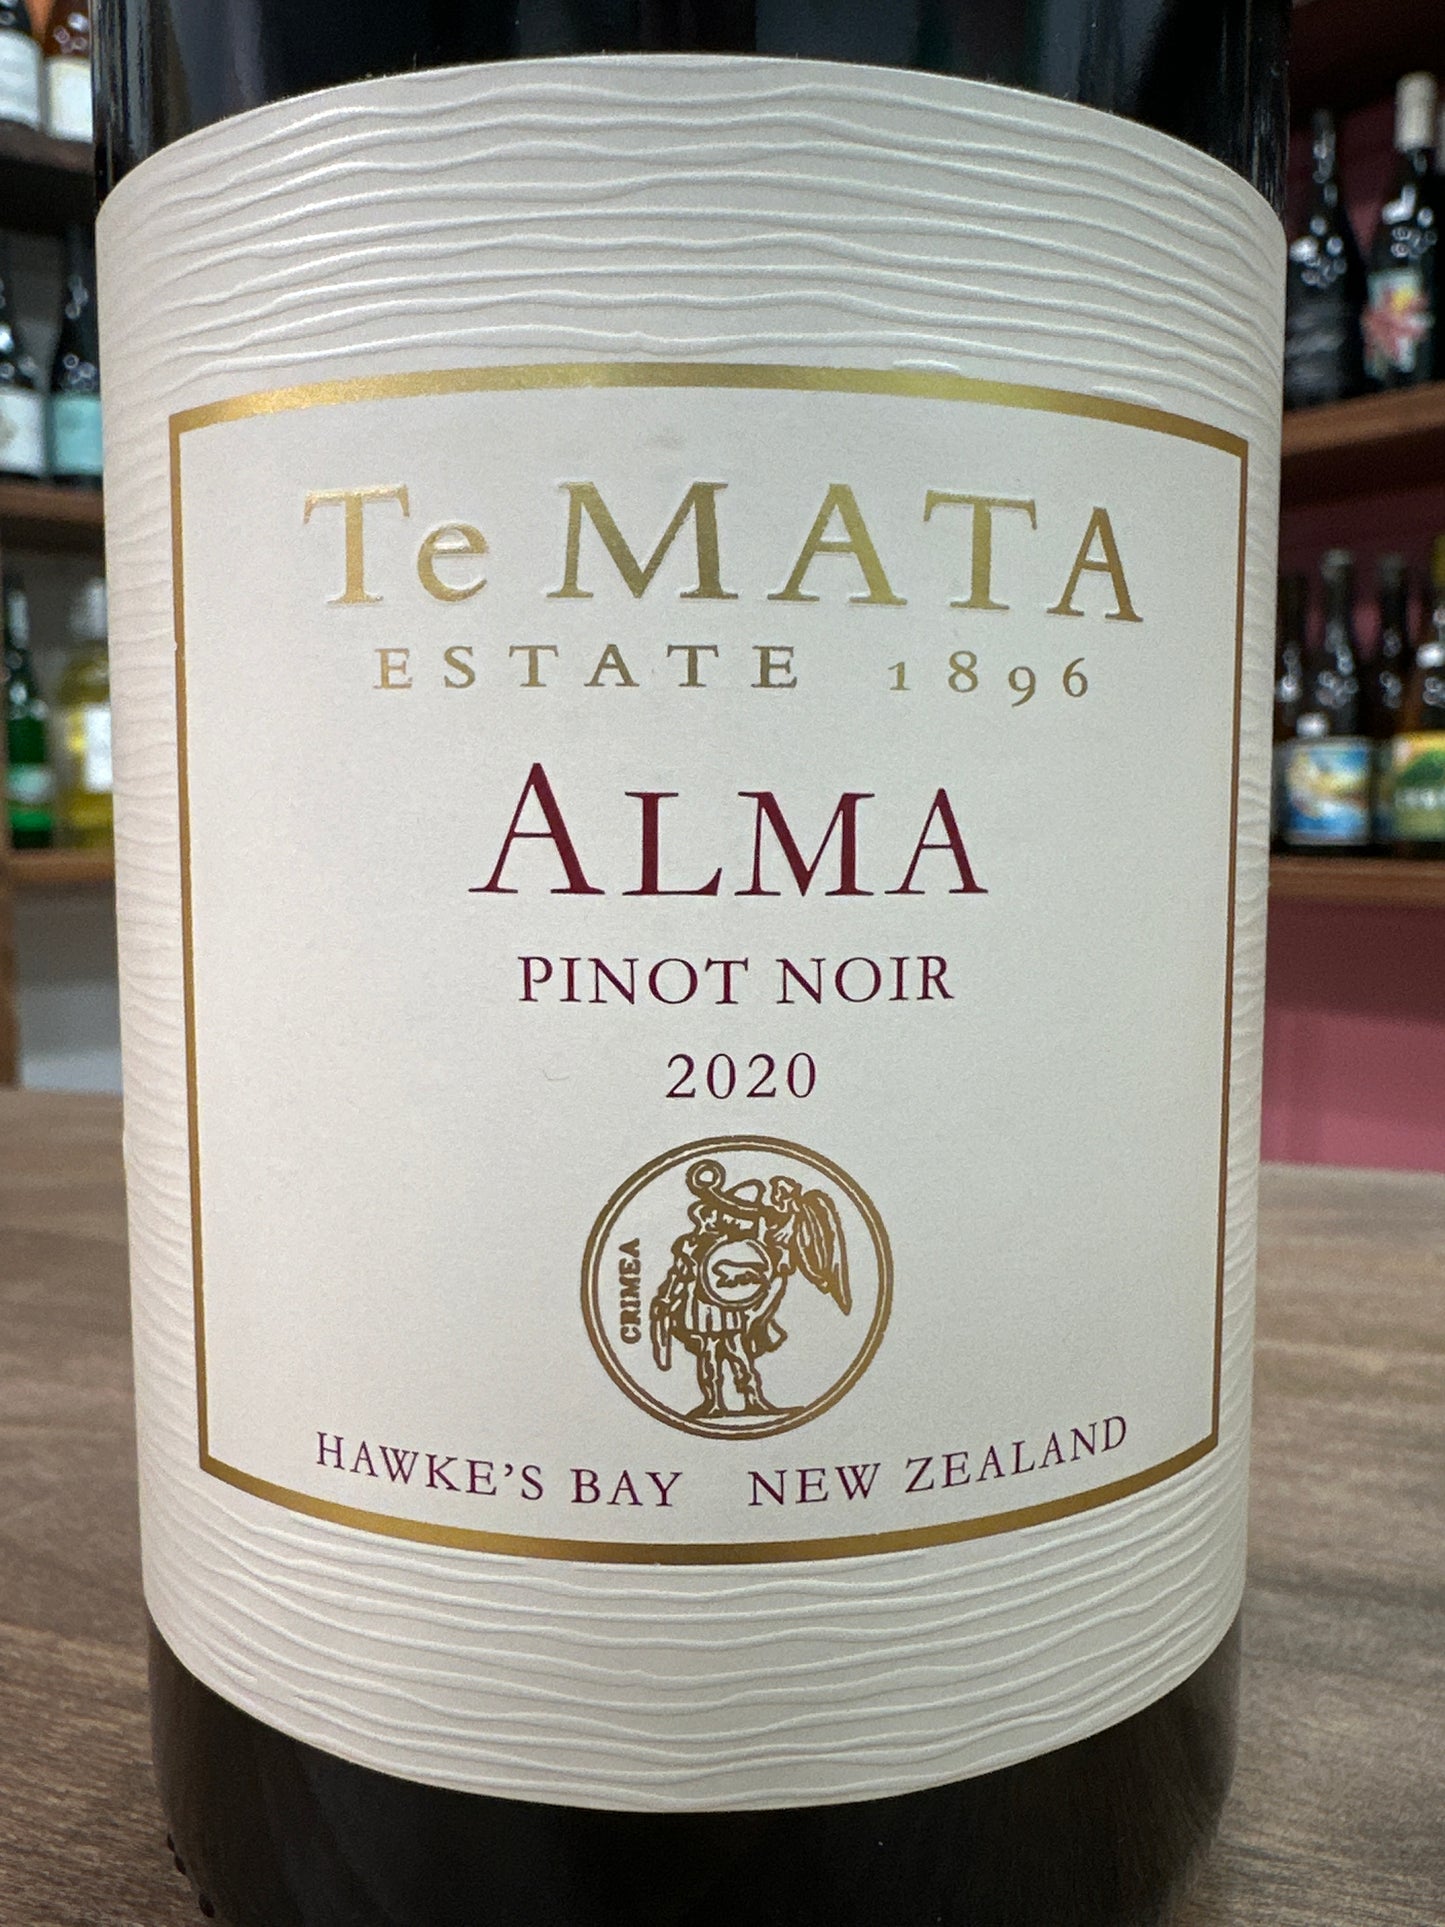 Te MATA
ESTATE 1896
ALMA
PINOT NOIR
2020
CRIMEA
HAWKE'S BAY NEW ZEALAND